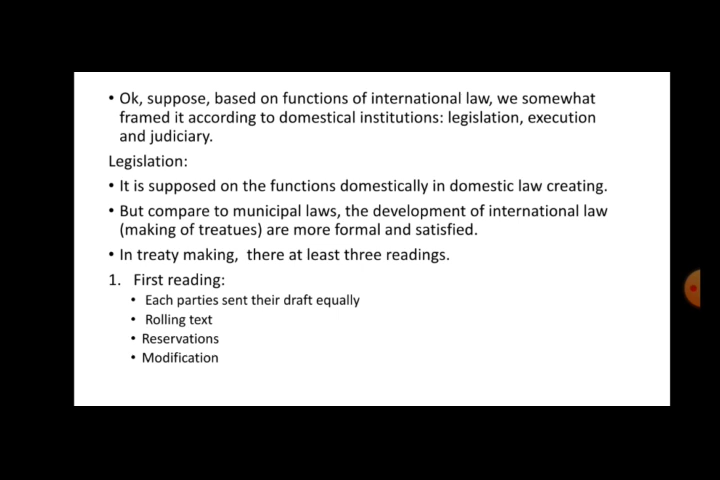 • Ok, suppose, based on functions of international law, we somewhat
framed it according to domestical institutions: legislation, execution
and judiciary.
Legislation:
• It is supposed on the functions domestically in domestic law creating.
• But compare to municipal laws, the development of international law
(making of treatues) are more formal and satisfied.
• In treaty making,  there at least three readings.
1. First reading:
• Each parties sent their draft equally
• Rolling text
• Reservations
• Modification